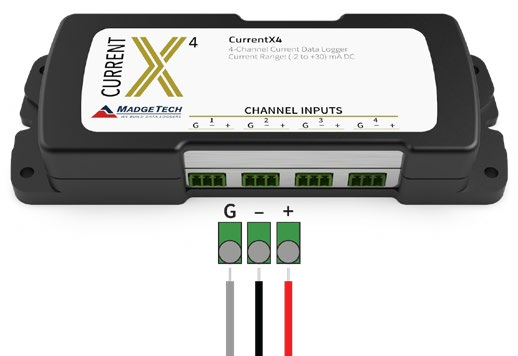 CURRENT X 4
CurrentX4
4-Channel Current Data Logger
Current Range: (-2 to +30) mA DC
MADGETECH
WE BUILD DATA LOGGERS
CHANNEL INPUTS
1 2 3 4
G – + G – + G – + G – +
G – +